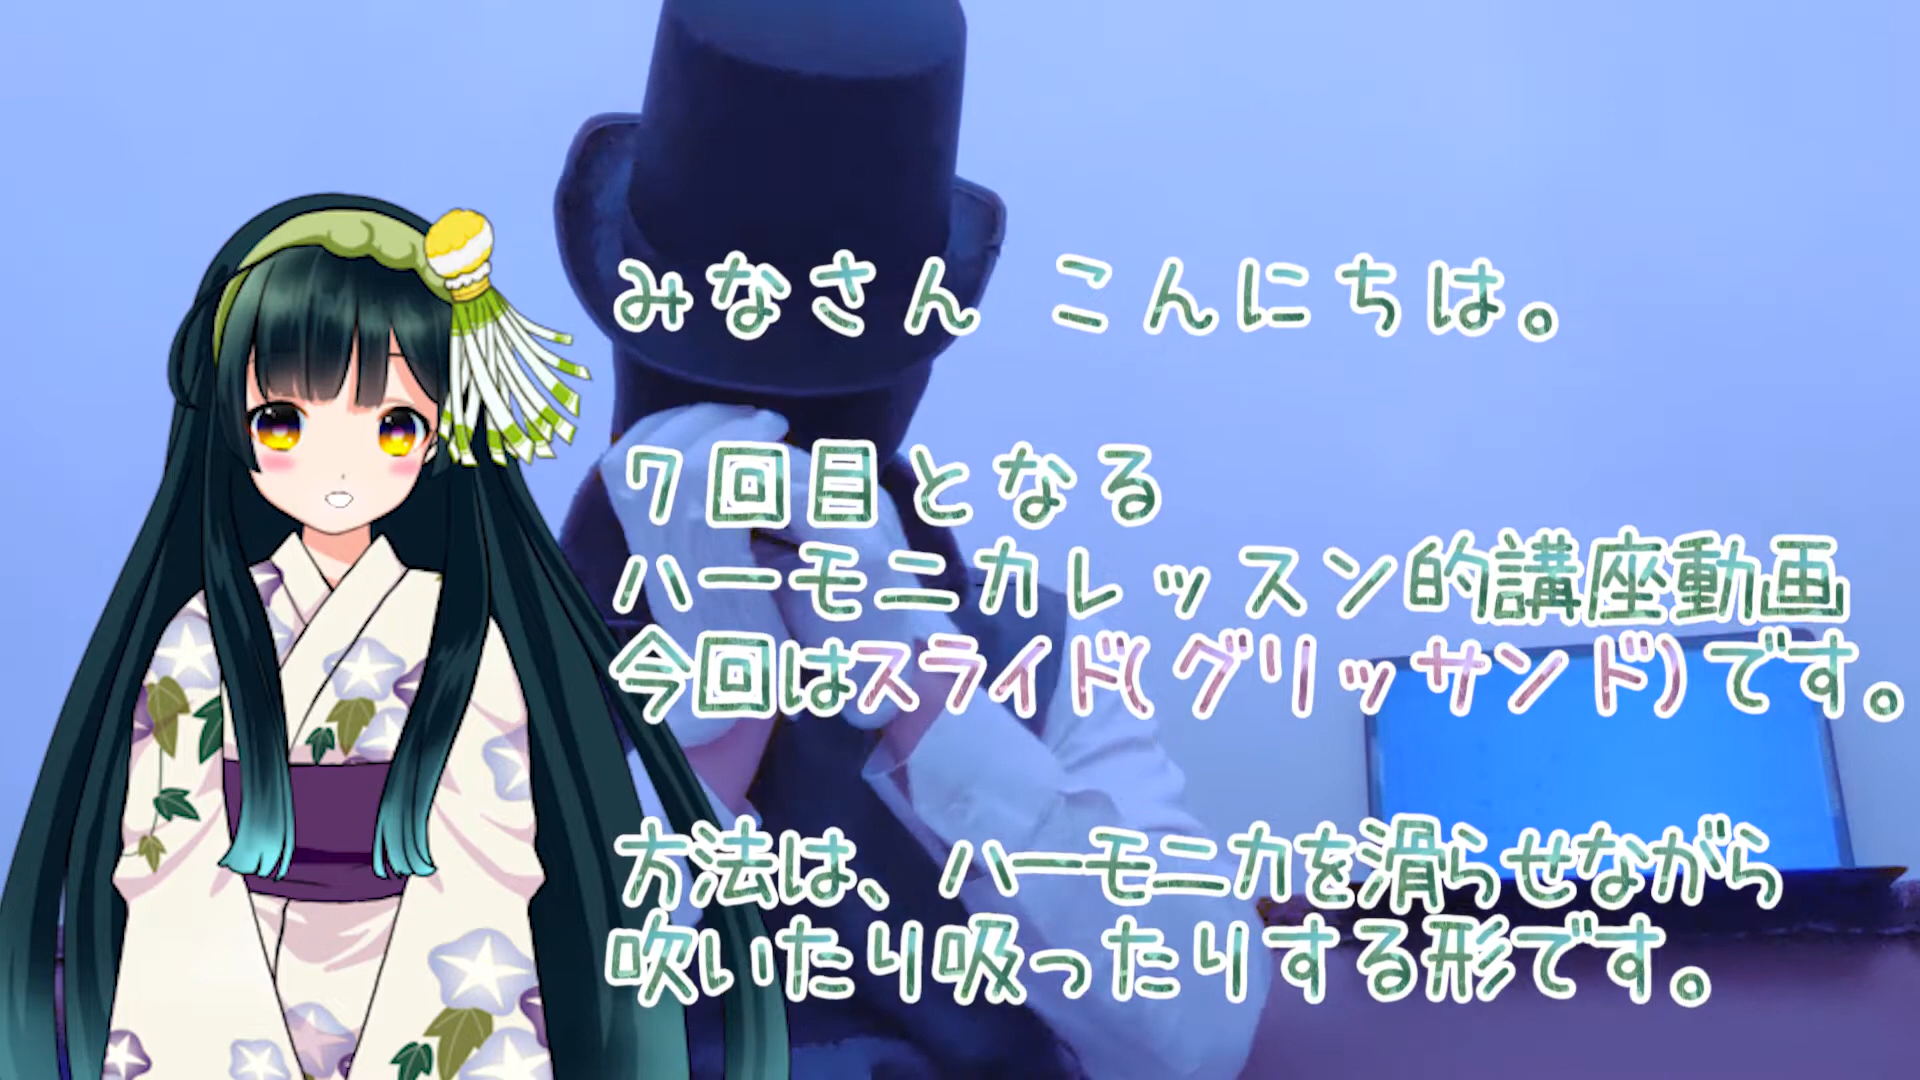 みなさん こんにちは。
7回目となる
ハーモニカレッスン的講座動画
今回はスライド(グリッサンド)です。
方法は、ハーモニカを滑らせながら
吹いたり吸ったりする形です。